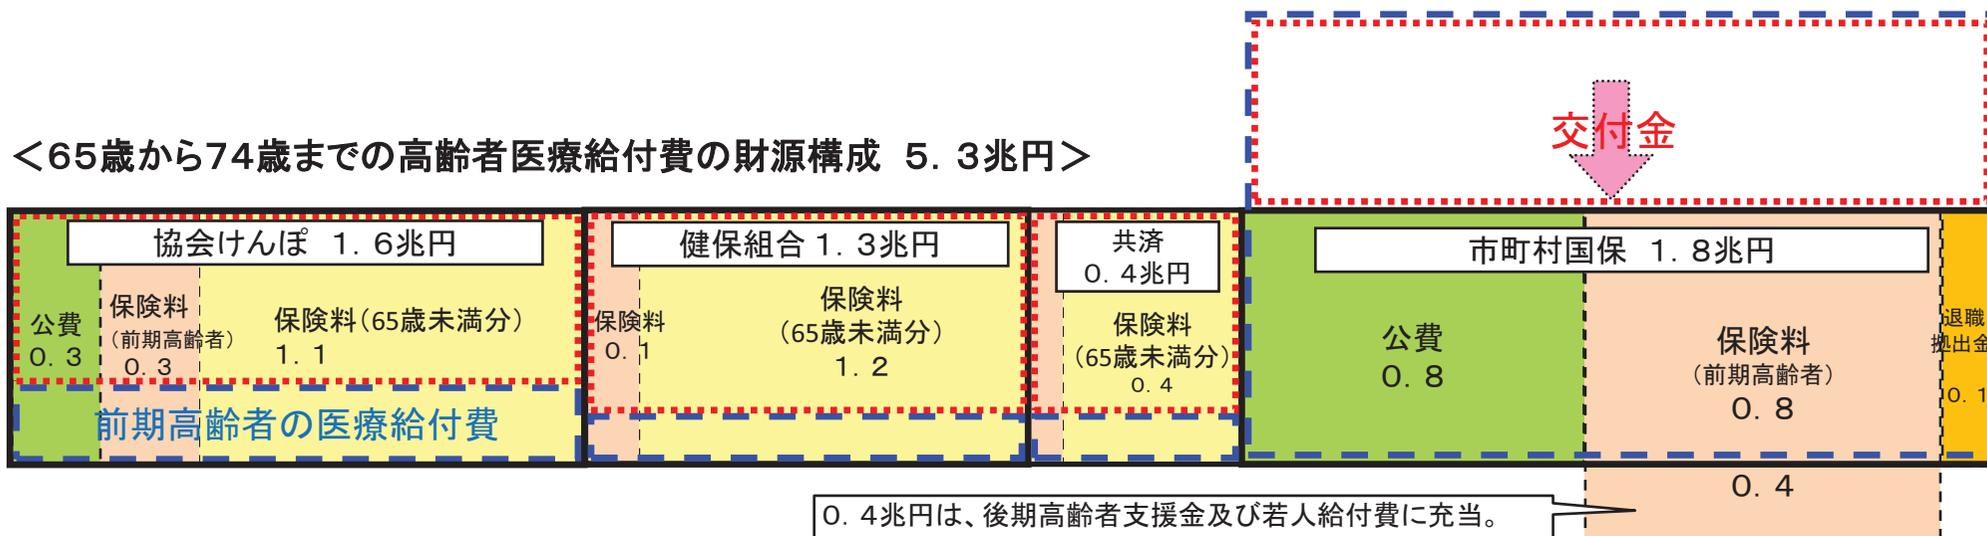 交付金
＜65歳から74歳までの高齢者医療給付費の財源構成 5．3兆円＞
協会けんぽ 1．6兆円
公費
0．3
保険料
（前期高齢者）
0．3
保険料（65歳未満分）
1．1
前期高齢者の医療給付費
健保組合 1．3兆円
保険料
0．1
保険料
（65歳未満分）
1．2
共済
0．4兆円
保険料
（65歳未満分）
0．4
市町村国保 1．8兆円
公費
0．8
保険料
（前期高齢者）
0．8
退職
拠出金
0．1
0．4
0．4兆円は、後期高齢者支援金及び若人給付費に充当。